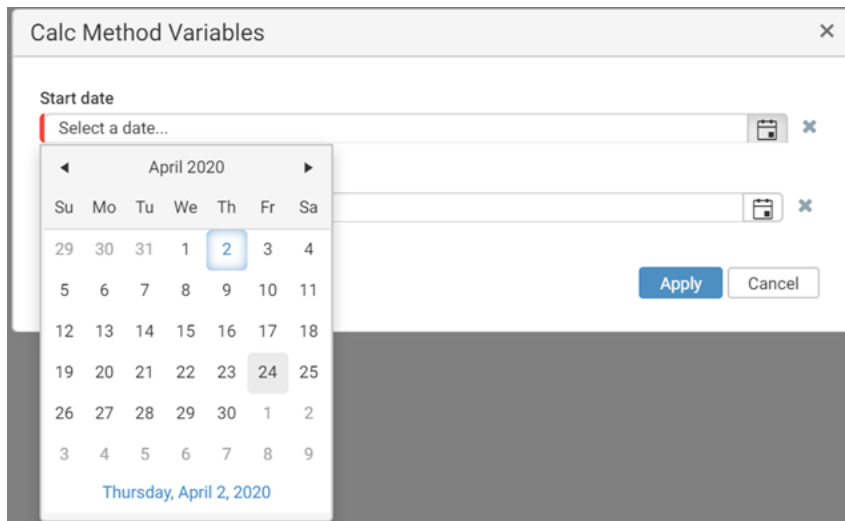 Calc Method Variables
Start date
Select a date...
April 2020
Su Mo Tu We Th Fr Sa
29 30 31 1 2 3 4
5 6 7 8 9 10 11
12 13 14 15 16 17 18
19 20 21 22 23 24 25
26 27 28 29 30 1 2
3 4 5 6 7 8 9
Thursday, April 2, 2020
Apply Cancel